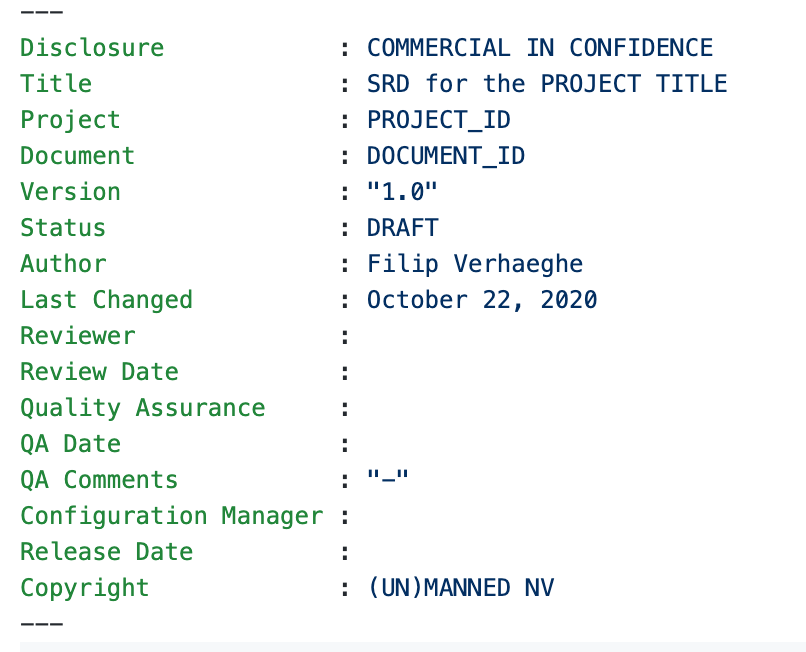 ---
Disclosure : COMMERCIAL IN CONFIDENCE
Title : SRD for the PROJECT TITLE
Project : PROJECT_ID
Document : DOCUMENT_ID
Version : "1.0"
Status : DRAFT
Author : Filip Verhaeghe
Last Changed : October 22, 2020
Reviewer :
Review Date :
Quality Assurance :
QA Date :
QA Comments : "-"
Configuration Manager :
Release Date :
Copyright : (UN)MANNED NV
---